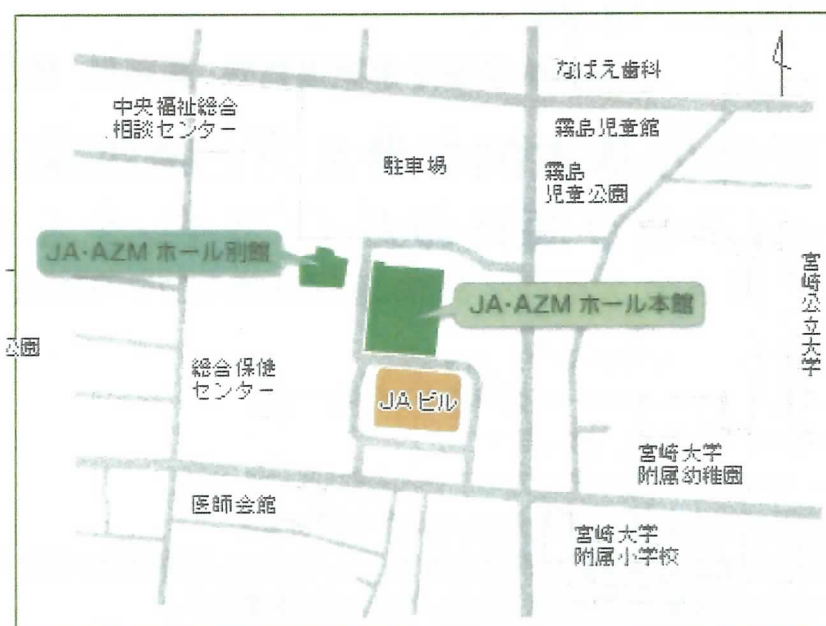 なばえ歯科
中央福祉総合
相談センター
霧島児童館
駐車場
霧島
児童公園
JA・AZM ホール別館
宮崎公立大学
JA・AZM ホール本館
公園
総合保健
センター
JA ビル
宮崎大学
附属幼稚園
医師会館
宮崎大学
附属小学校